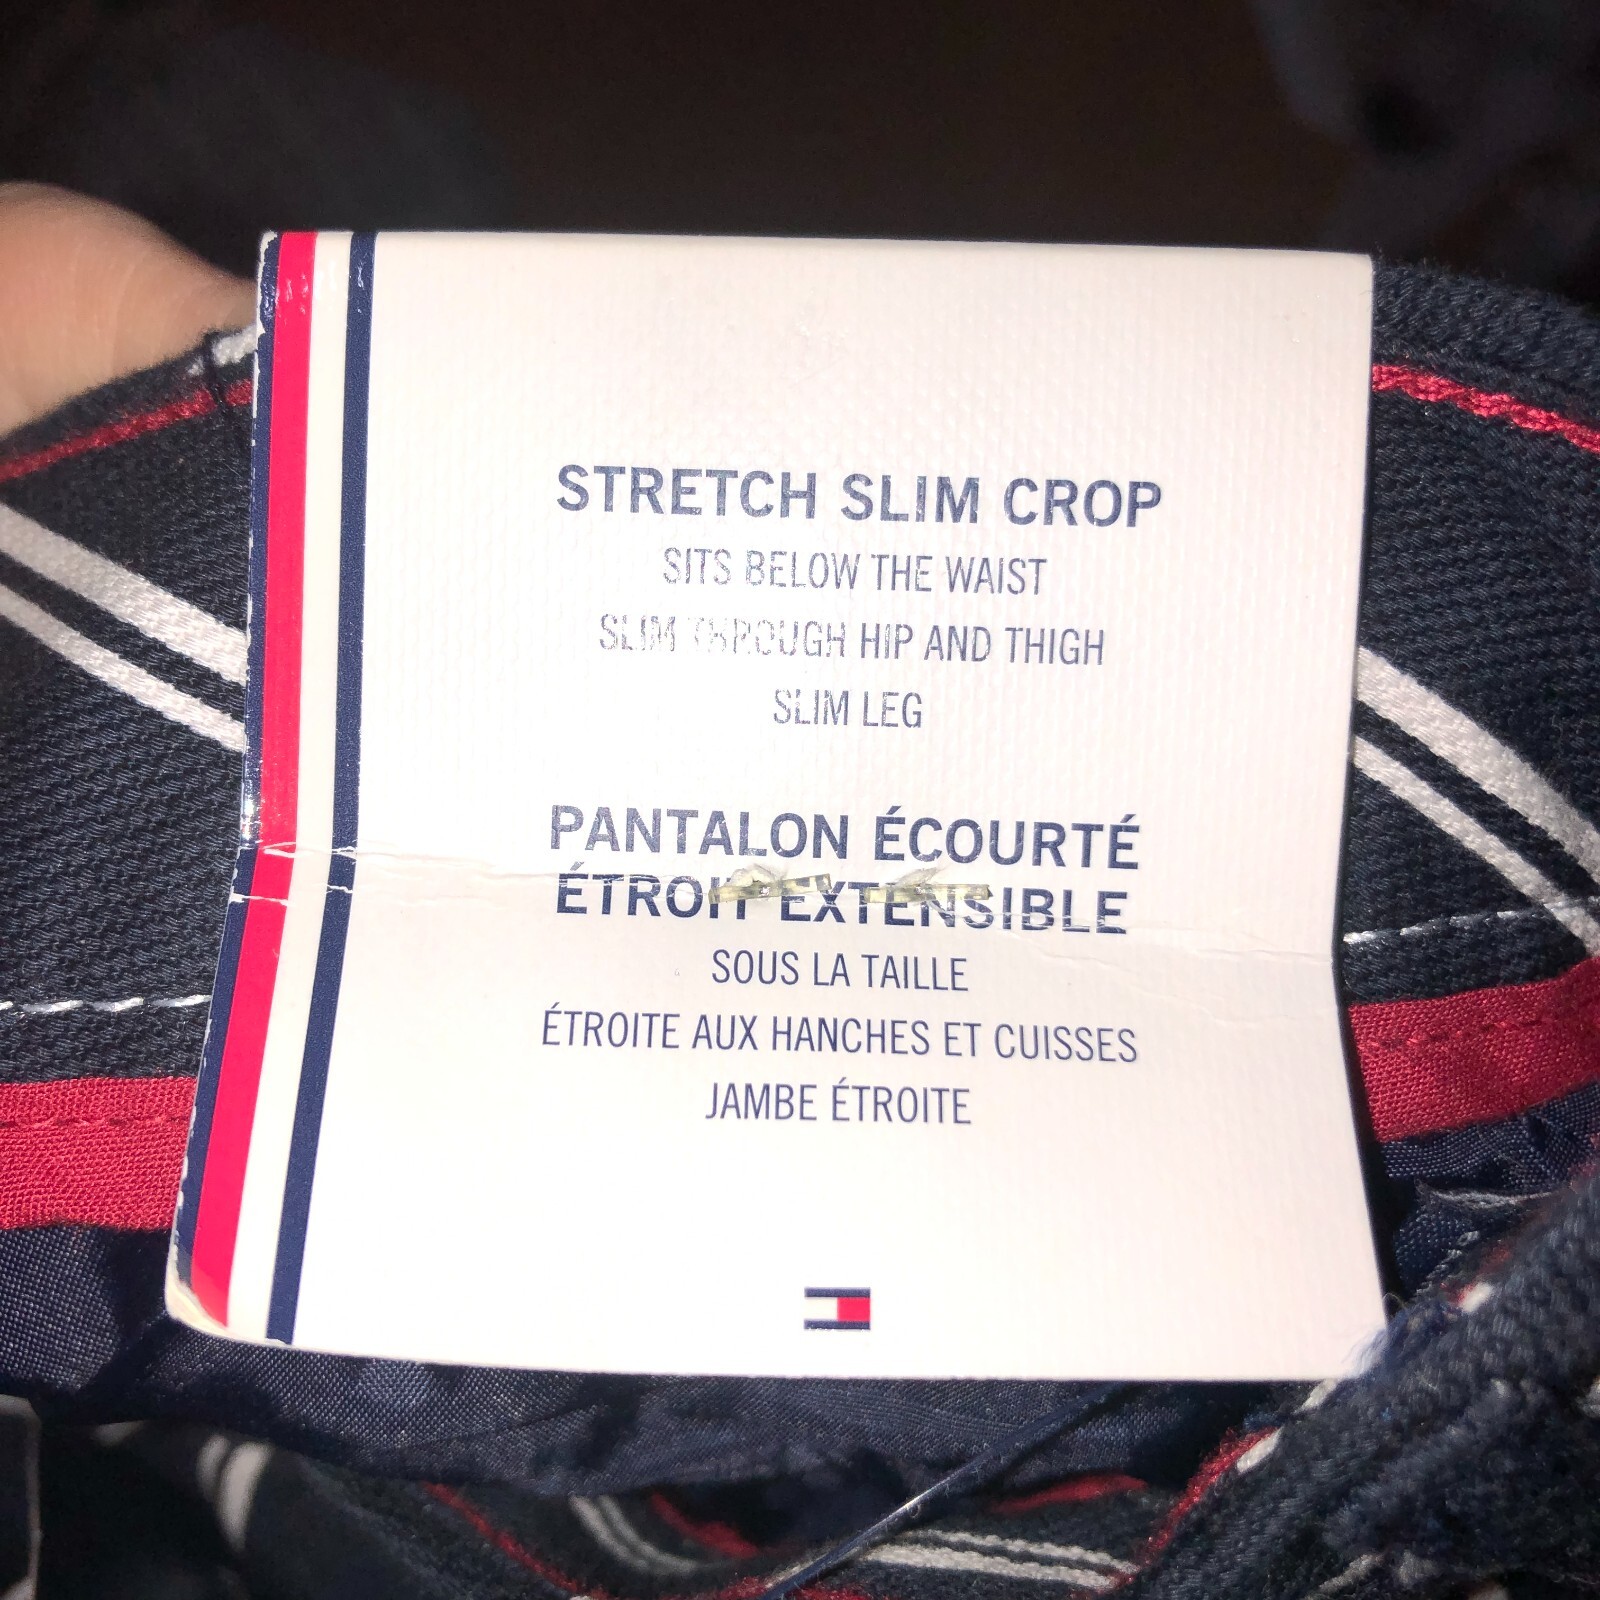 STRETCH SLIM CROP
SITS BELOW THE WAIST
SLIM THROUGH HIP AND THIGH
SLIM LEG
PANTALON ÉCOURTÉ
ÉTROIT EXTENSIBLE
SOUS LA TAILLE
ÉTROITE AUX HANCHES ET CUISSES
JAMBE ÉTROITE